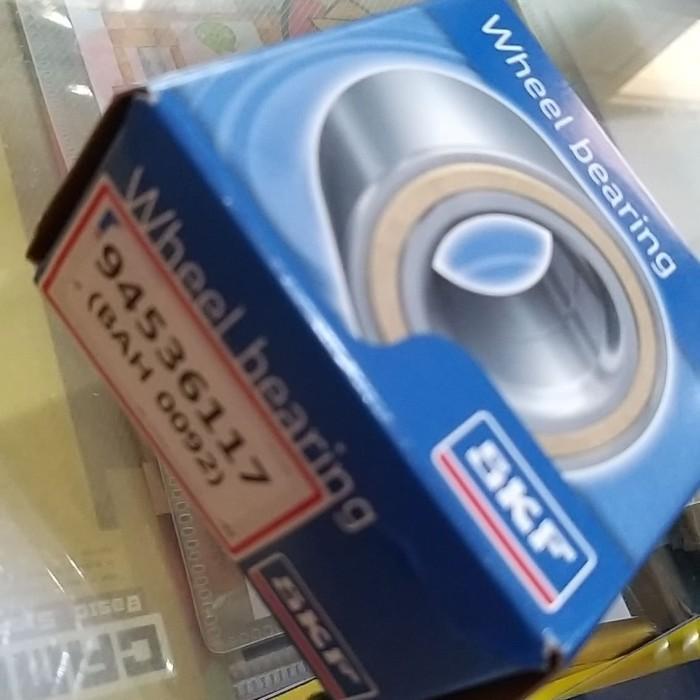 Wheel bearing
SKF
Wheel bearing
94536117
(BAH 0092)
SKF